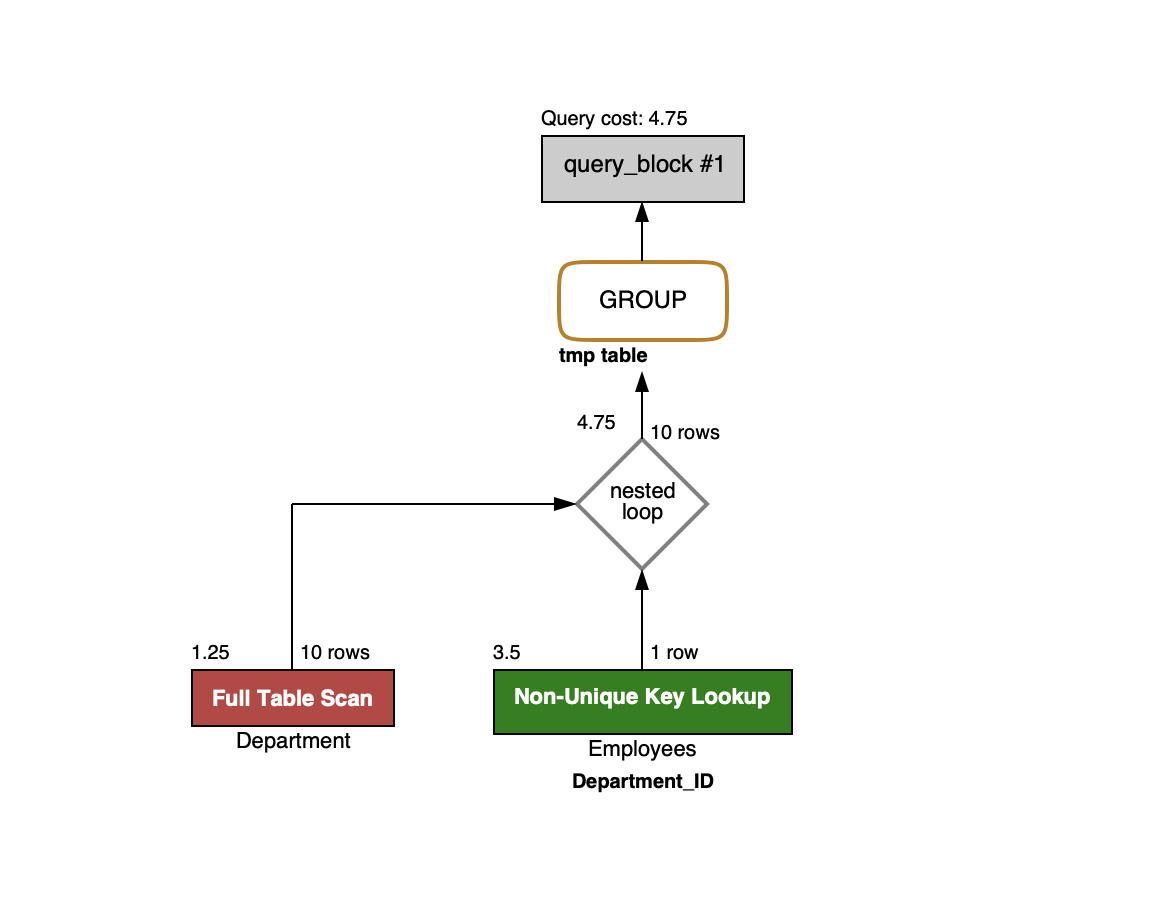 Query cost: 4.75
query_block #1
GROUP
tmp table
4.75
10 rows
nested
loop
1.25
10 rows
3.5
1 row
Full Table Scan
Non-Unique Key Lookup
Department
Employees
Department_ID